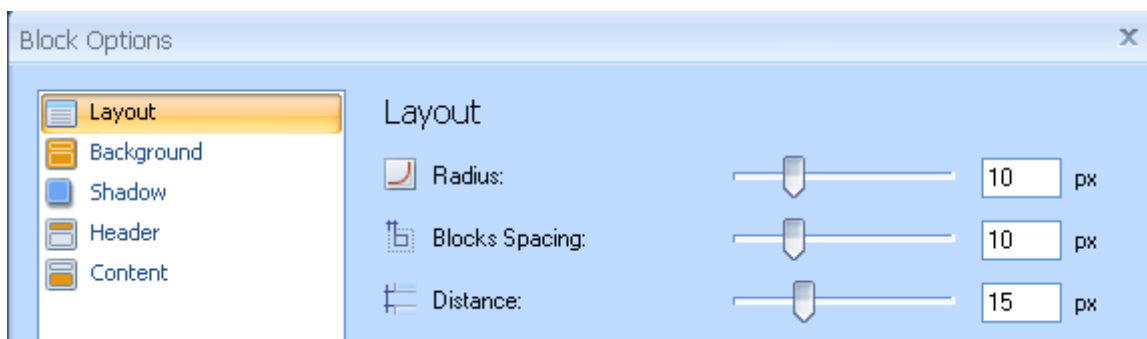 Block Options
Layout
Background
Shadow
Header
Content
Layout
Radius: 10 px
Blocks Spacing: 10 px
Distance: 15 px